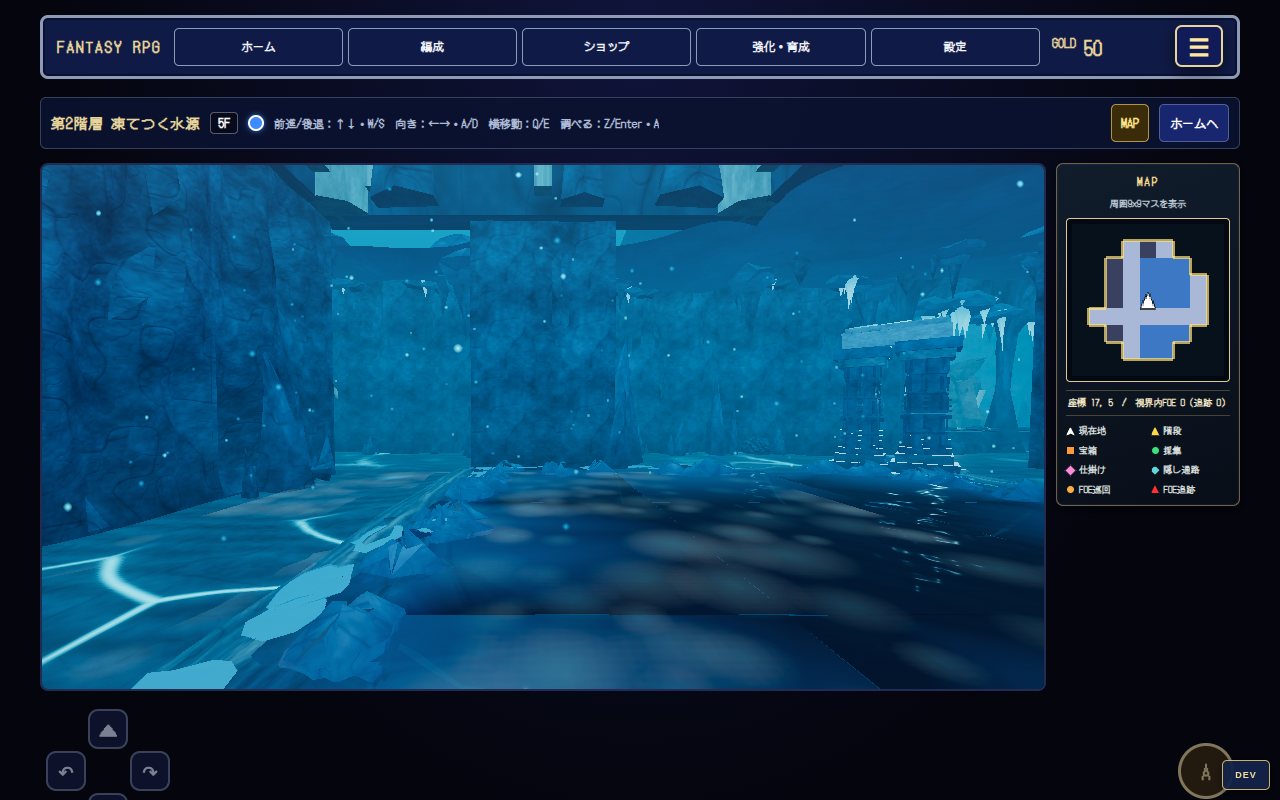 FANTASY RPG
ホーム
編成
ショップ
強化・育成
設定
GOLD 50
第2階層 凍てつく水源
5F
前進/後退：↑↓・W/S 向き：←→・A/D 横移動：Q/E 調べる：Z/Enter・A
MAP
ホームへ
MAP
周囲9x9マスを表示
座標 17, 5 / 視界内FOE 0 (追跡 0)
現在地
階段
宝箱
採集
仕掛け
隠し通路
FOE巡回
FOE追跡
A
DEV